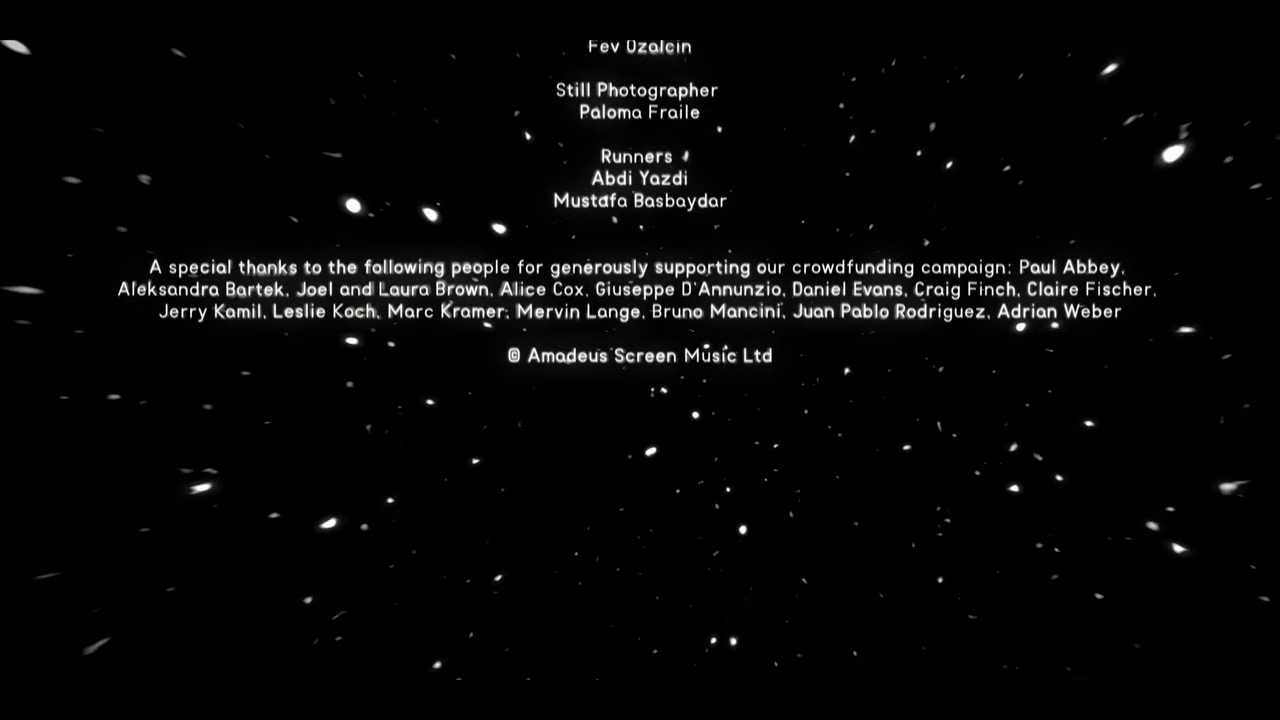 Fev Ozalcin
Still Photographer
Paloma Fraile
Runners
Abdi Yazdi
Mustafa Basbaydar
A special thanks to the following people for generously supporting our crowdfunding campaign: Paul Abbey,
Aleksandra Bartek, Joel and Laura Brown, Alice Cox, Giuseppe D'Annunzio, Daniel Evans, Craig Finch, Claire Fischer,
Jerry Kamil, Leslie Koch, Marc Kramer, Mervin Lange, Bruno Mancini, Juan Pablo Rodriguez, Adrian Weber
© Amadeus Screen Music Ltd